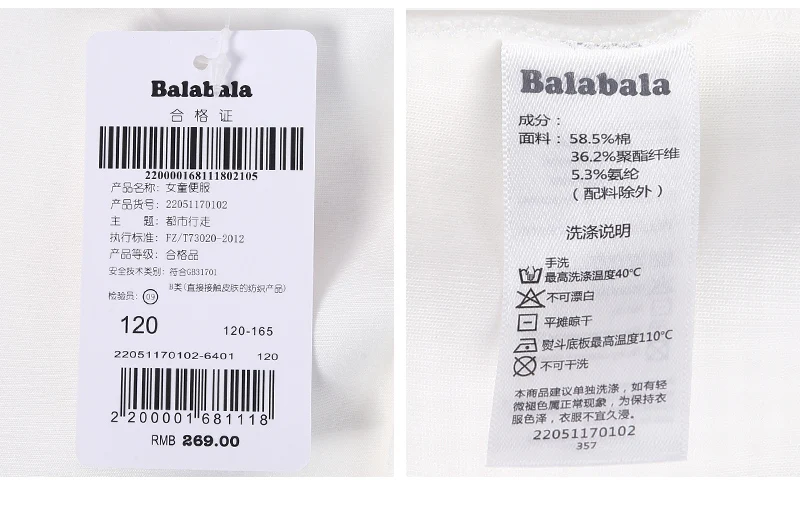 Balabala
合格证
220000168111802105
产品名称：女童便服
产品货号：22051170102
主　题：都市行走
执行标准：FZ/T73020-2012
产品等级：合格品
安全技术类别：符合GB31701
B类(直接接触皮肤的纺织产品)
检验员：09
120 120-165
22051170102-6401 120
2 200001 681118
RMB 269.00
Balabala
成分：
面料：58.5%棉
36.2%聚酯纤维
5.3%氨纶
（配料除外）
洗涤说明
手洗
最高洗涤温度40℃
不可漂白
平摊晾干
熨斗底板最高温度110℃
不可干洗
本商品建议单独洗涤，如有轻
微褪色属正常现象，为保持衣
服色泽，衣服不宜久浸。
22051170102
357